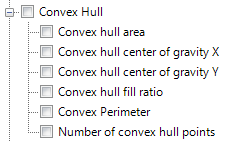 Convex Hull
Convex hull area
Convex hull center of gravity X
Convex hull center of gravity Y
Convex hull fill ratio
Convex Perimeter
Number of convex hull points